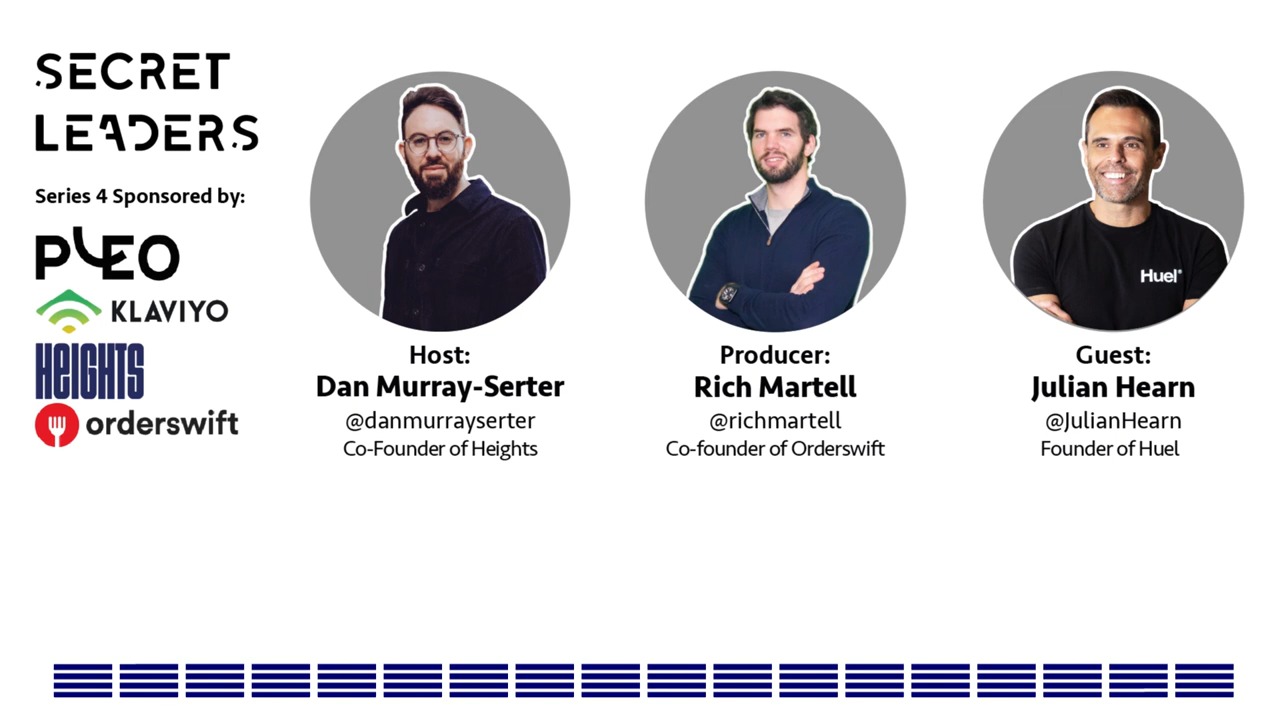 SECRET
LEADERS
Series 4 Sponsored by:
PLEO
KLAVIYO
HEIGHTS
orderswift
Host:
Dan Murray-Serter
@danmurrayserter
Co-Founder of Heights
Producer:
Rich Martell
@richmartell
Co-founder of Orderswift
Huel®
Guest:
Julian Hearn
@JulianHearn
Founder of Huel